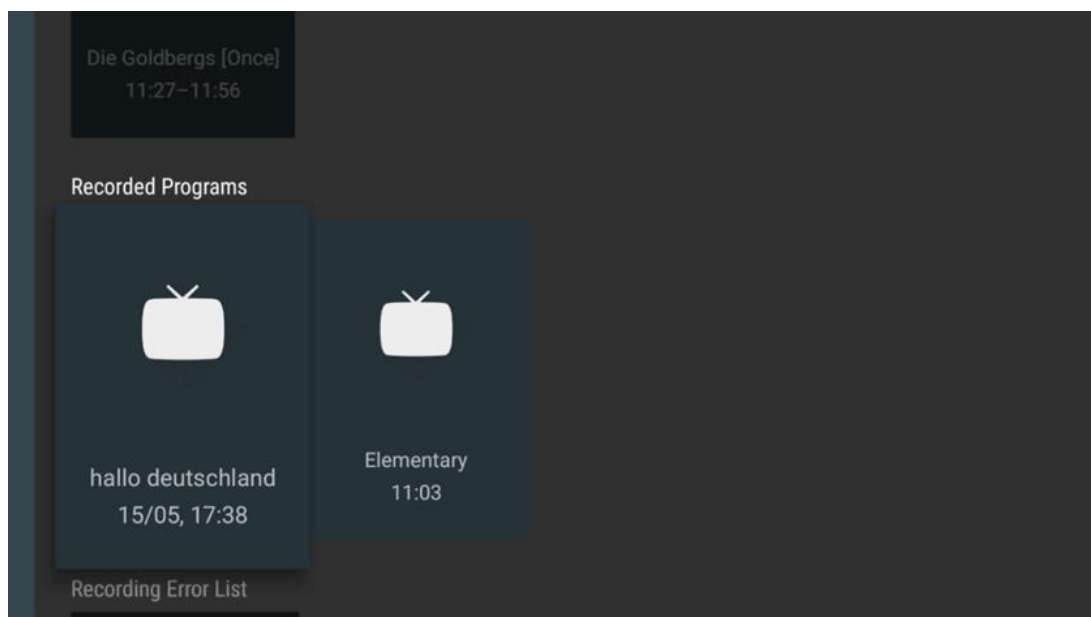 Die Goldbergs [Once]
11:27–11:56
Recorded Programs
hallo deutschland
15/05, 17:38
Elementary
11:03
Recording Error List